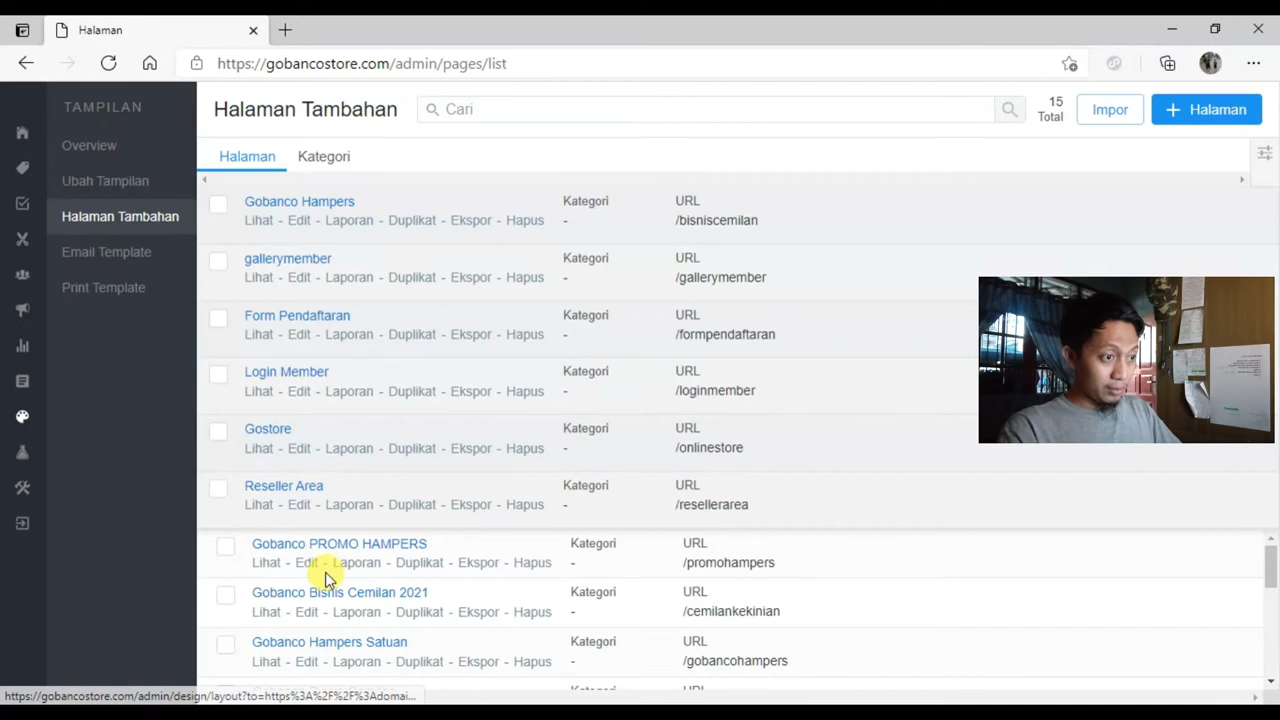 Halaman
https://gobancostore.com/admin/pages/list
TAMPILAN
Overview
Ubah Tampilan
Halaman Tambahan
Email Template
Print Template
Halaman Tambahan
Cari
15
Total
Impor
+ Halaman
Halaman
Kategori
Gobanco Hampers
Kategori
URL
Lihat - Edit - Laporan - Duplikat - Ekspor - Hapus
-
/bisniscemilan
gallerymember
Kategori
URL
Lihat - Edit - Laporan - Duplikat - Ekspor - Hapus
-
/gallerymember
Form Pendaftaran
Kategori
URL
Lihat - Edit - Laporan - Duplikat - Ekspor - Hapus
-
/formpendaftaran
Login Member
Kategori
URL
Lihat - Edit - Laporan - Duplikat - Ekspor - Hapus
-
/loginmember
Gostore
Kategori
URL
Lihat - Edit - Laporan - Duplikat - Ekspor - Hapus
-
/onlinestore
Reseller Area
Kategori
URL
Lihat - Edit - Laporan - Duplikat - Ekspor - Hapus
-
/resellerarea
Gobanco PROMO HAMPERS
Kategori
URL
Lihat - Edit - Laporan - Duplikat - Ekspor - Hapus
-
/promohampers
Gobanco Bisnis Cemilan 2021
Kategori
URL
Lihat - Edit - Laporan - Duplikat - Ekspor - Hapus
-
/cemilankekinian
Gobanco Hampers Satuan
Kategori
URL
Lihat - Edit - Laporan - Duplikat - Ekspor - Hapus
-
/gobancohampers
https://gobancostore.com/admin/design/layout?to=https%3A%2F%2F%3Adomai...